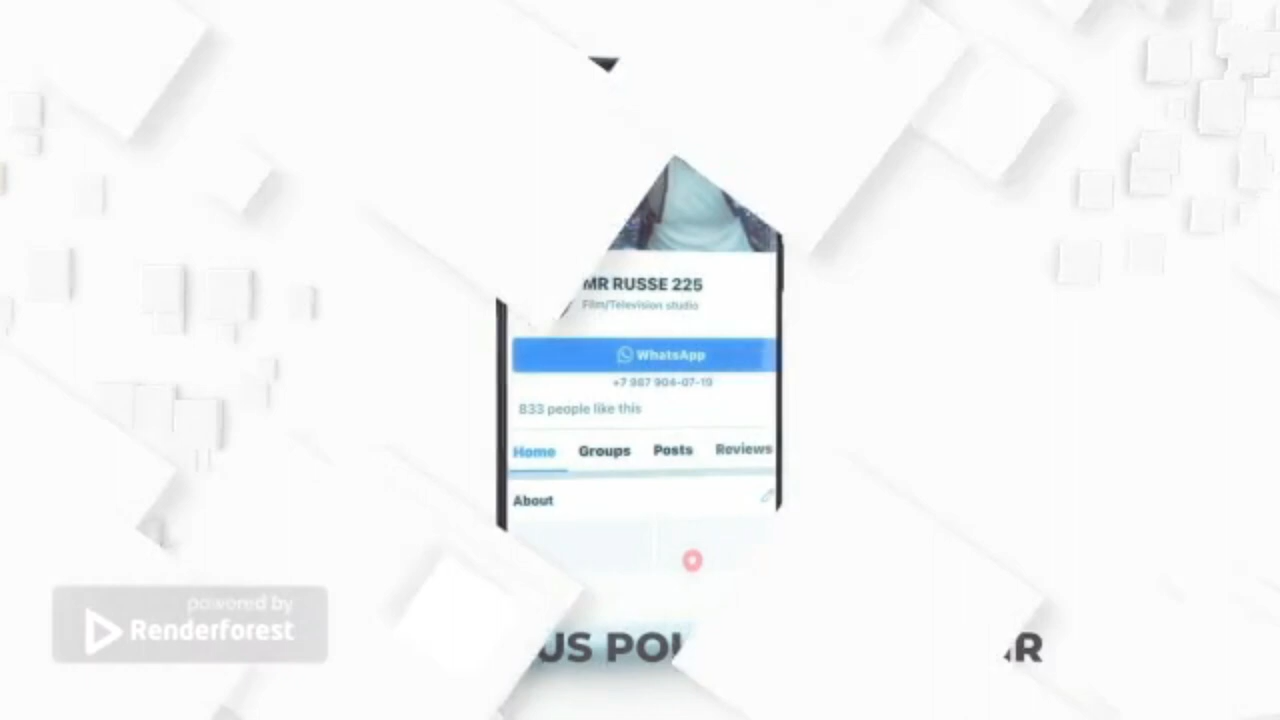 MR RUSSE 225
Film/Television studio
WhatsApp
+7 987 904-07-19
833 people like this
Home Groups Posts Reviews
About
powered by
Renderforest